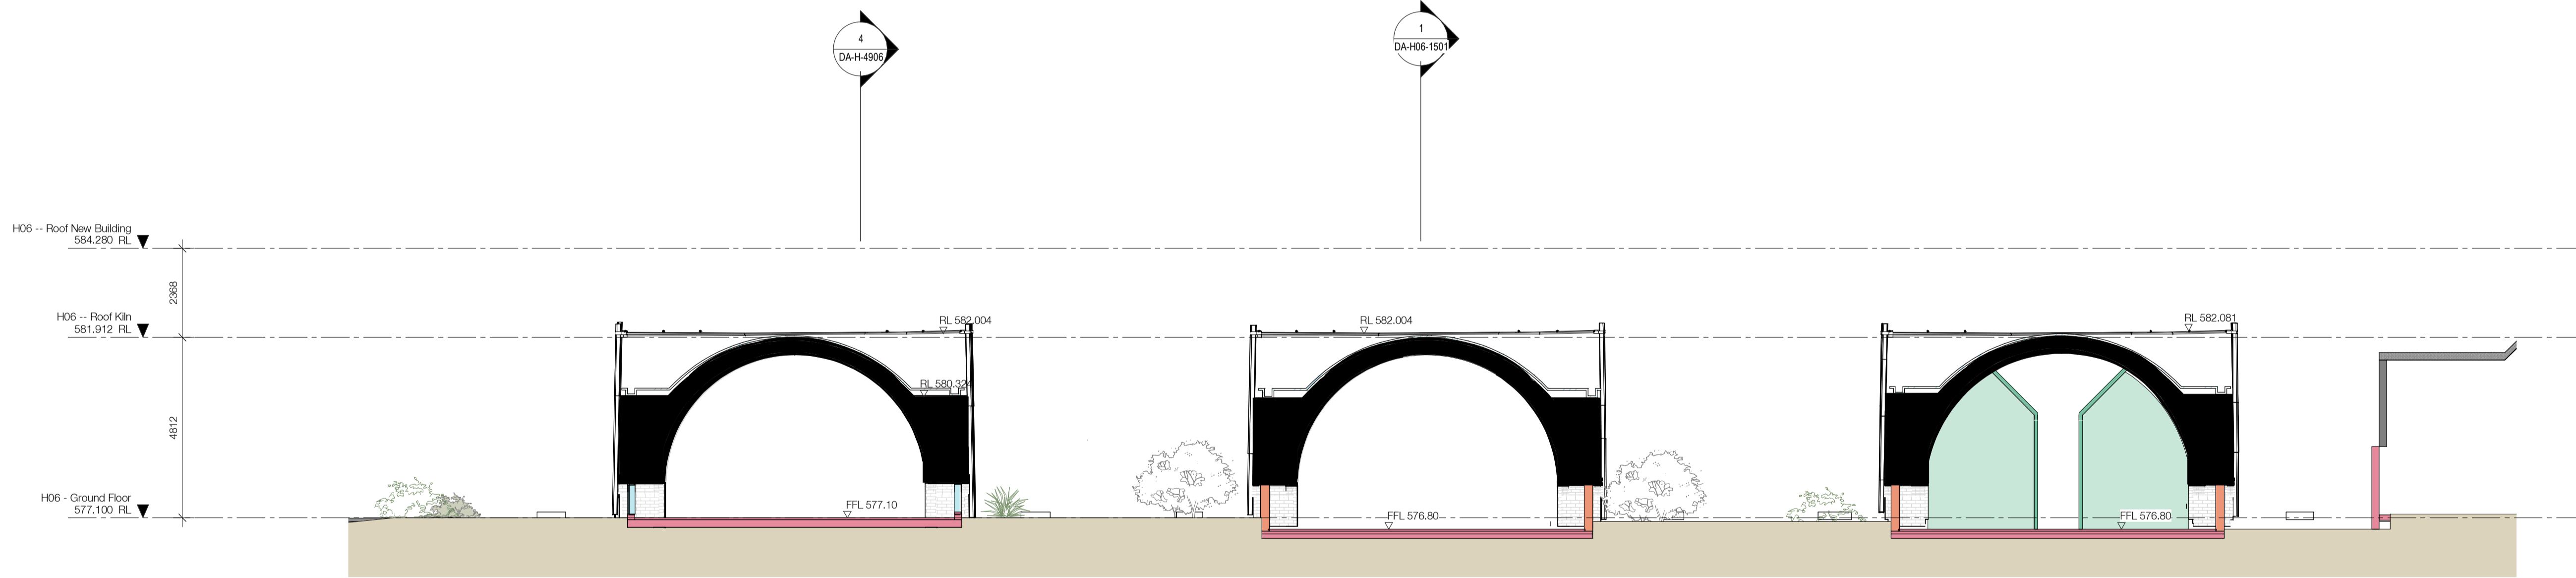 4
DA-H-4906
1
DA-H06-1501
H06 -- Roof New Building
584.280 RL
2368
H06 -- Roof Kiln
581.912 RL
RL 582.004
RL 582.004
RL 582.081
RL 580.324
4812
H06 - Ground Floor
577.100 RL
FFL 577.10
FFL 576.80
FFL 576.80